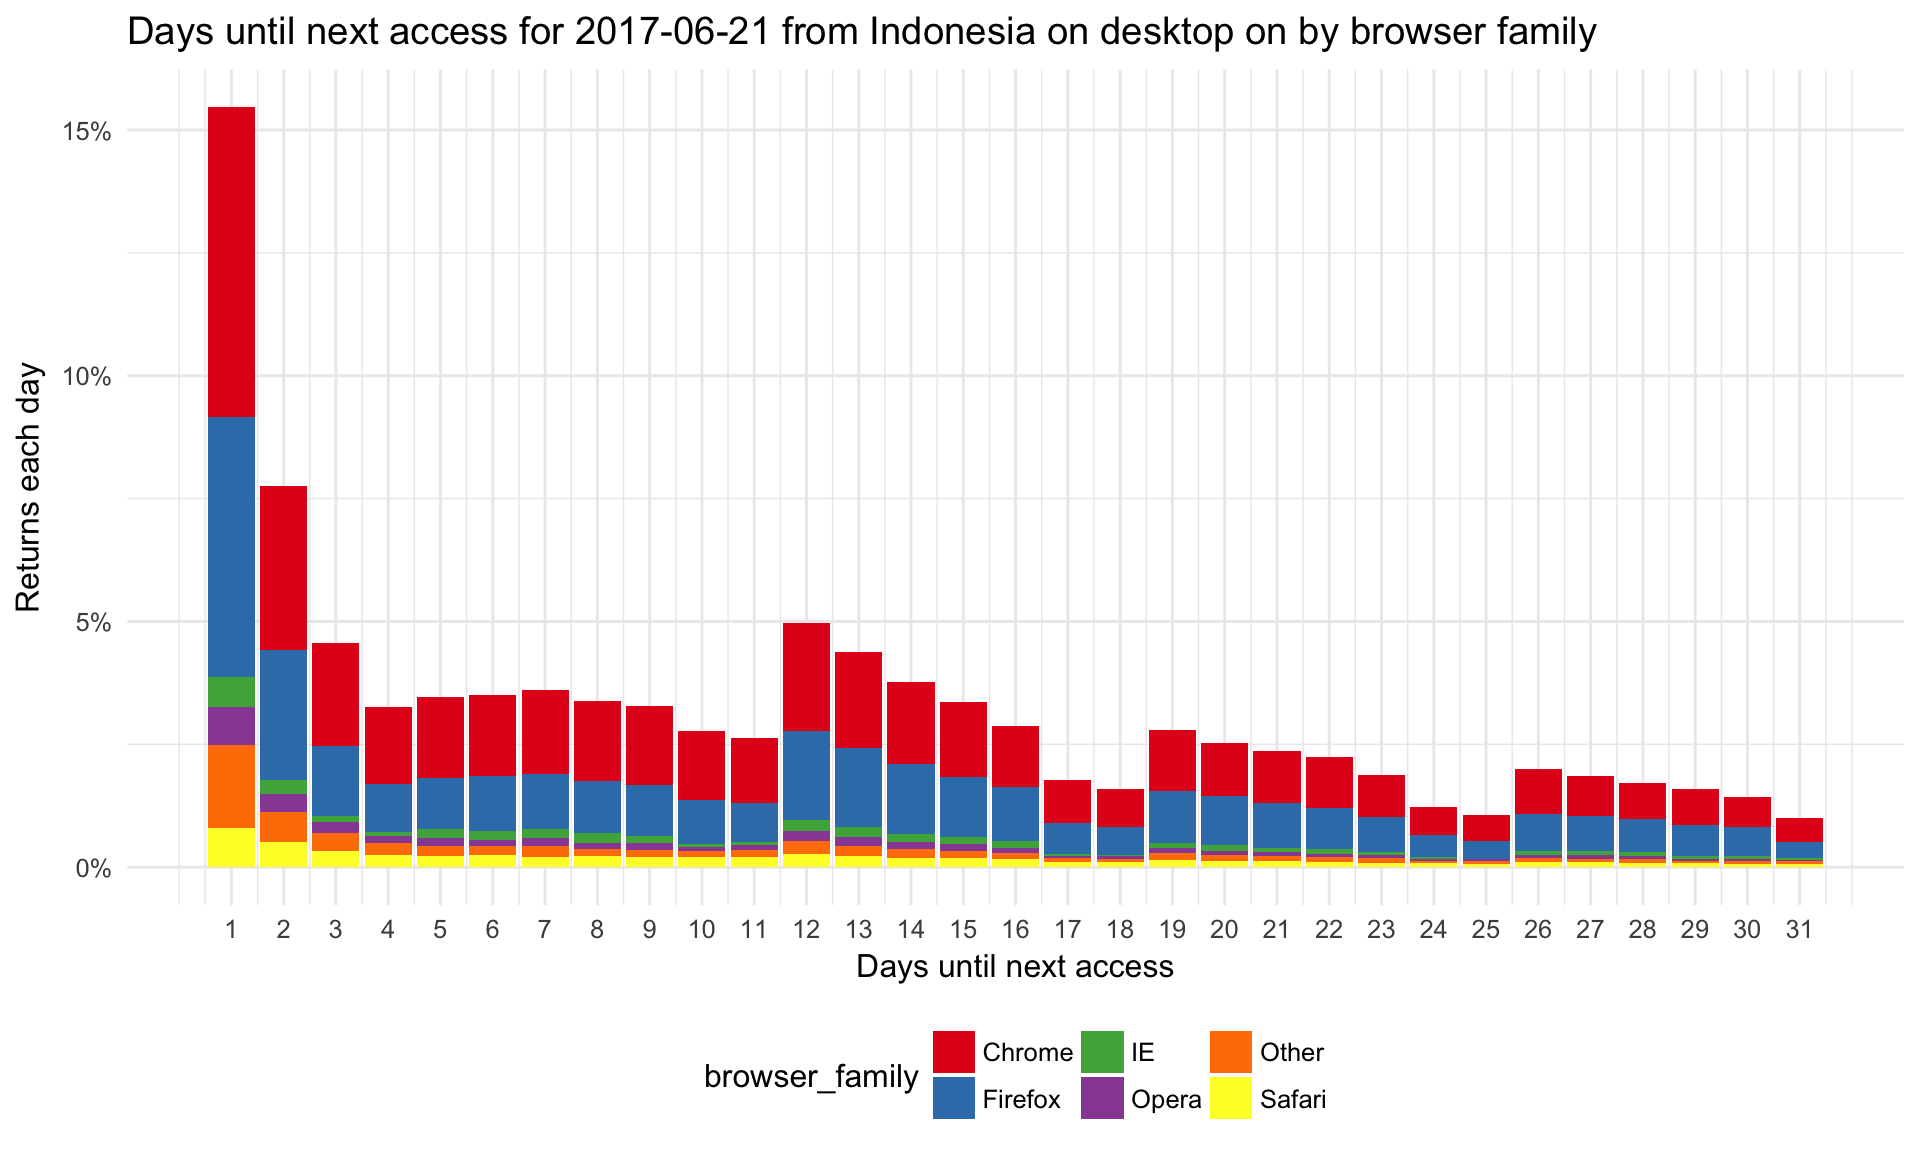 Days until next access for 2017-06-21 from Indonesia on desktop on by browser family
Returns each day
15%
10%
5%
0%
1 2 3 4 5 6 7 8 9 10 11 12 13 14 15 16 17 18 19 20 21 22 23 24 25 26 27 28 29 30 31
Days until next access
browser_family
Chrome IE Other
Firefox Opera Safari